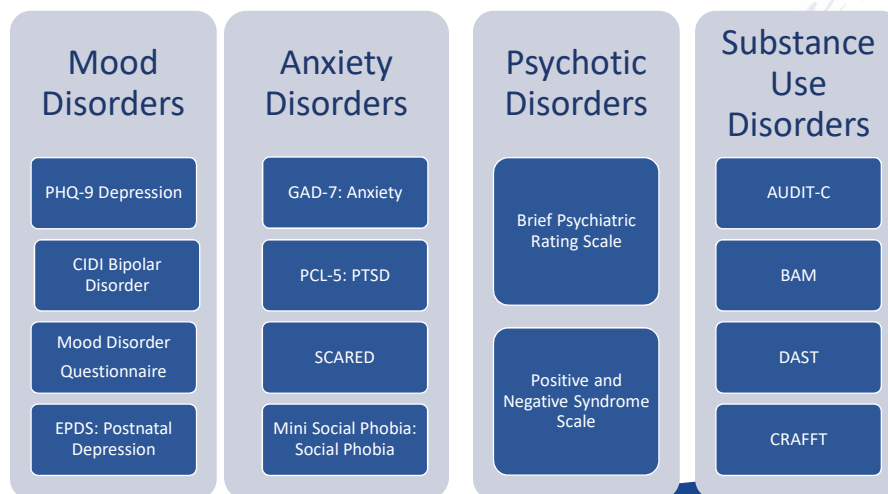 Mood
Disorders
PHQ-9 Depression
CIDI Bipolar
Disorder
Mood Disorder
Questionnaire
EPDS: Postnatal
Depression
Anxiety
Disorders
GAD-7: Anxiety
PCL-5: PTSD
SCARED
Mini Social Phobia:
Social Phobia
Psychotic
Disorders
Brief Psychiatric
Rating Scale
Positive and
Negative Syndrome
Scale
Substance
Use
Disorders
AUDIT-C
BAM
DAST
CRAFFT